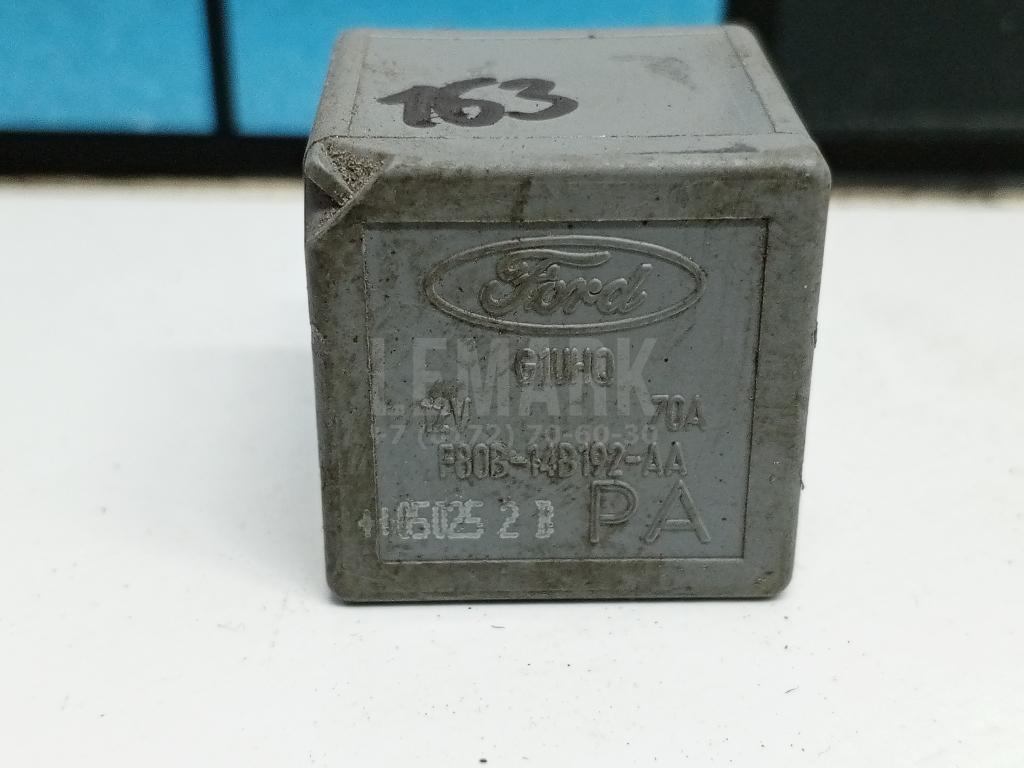 163
Ford
G1UHQ
LEMARK
12V 70A
F80B-14B192-AA
PA
05025 2 B